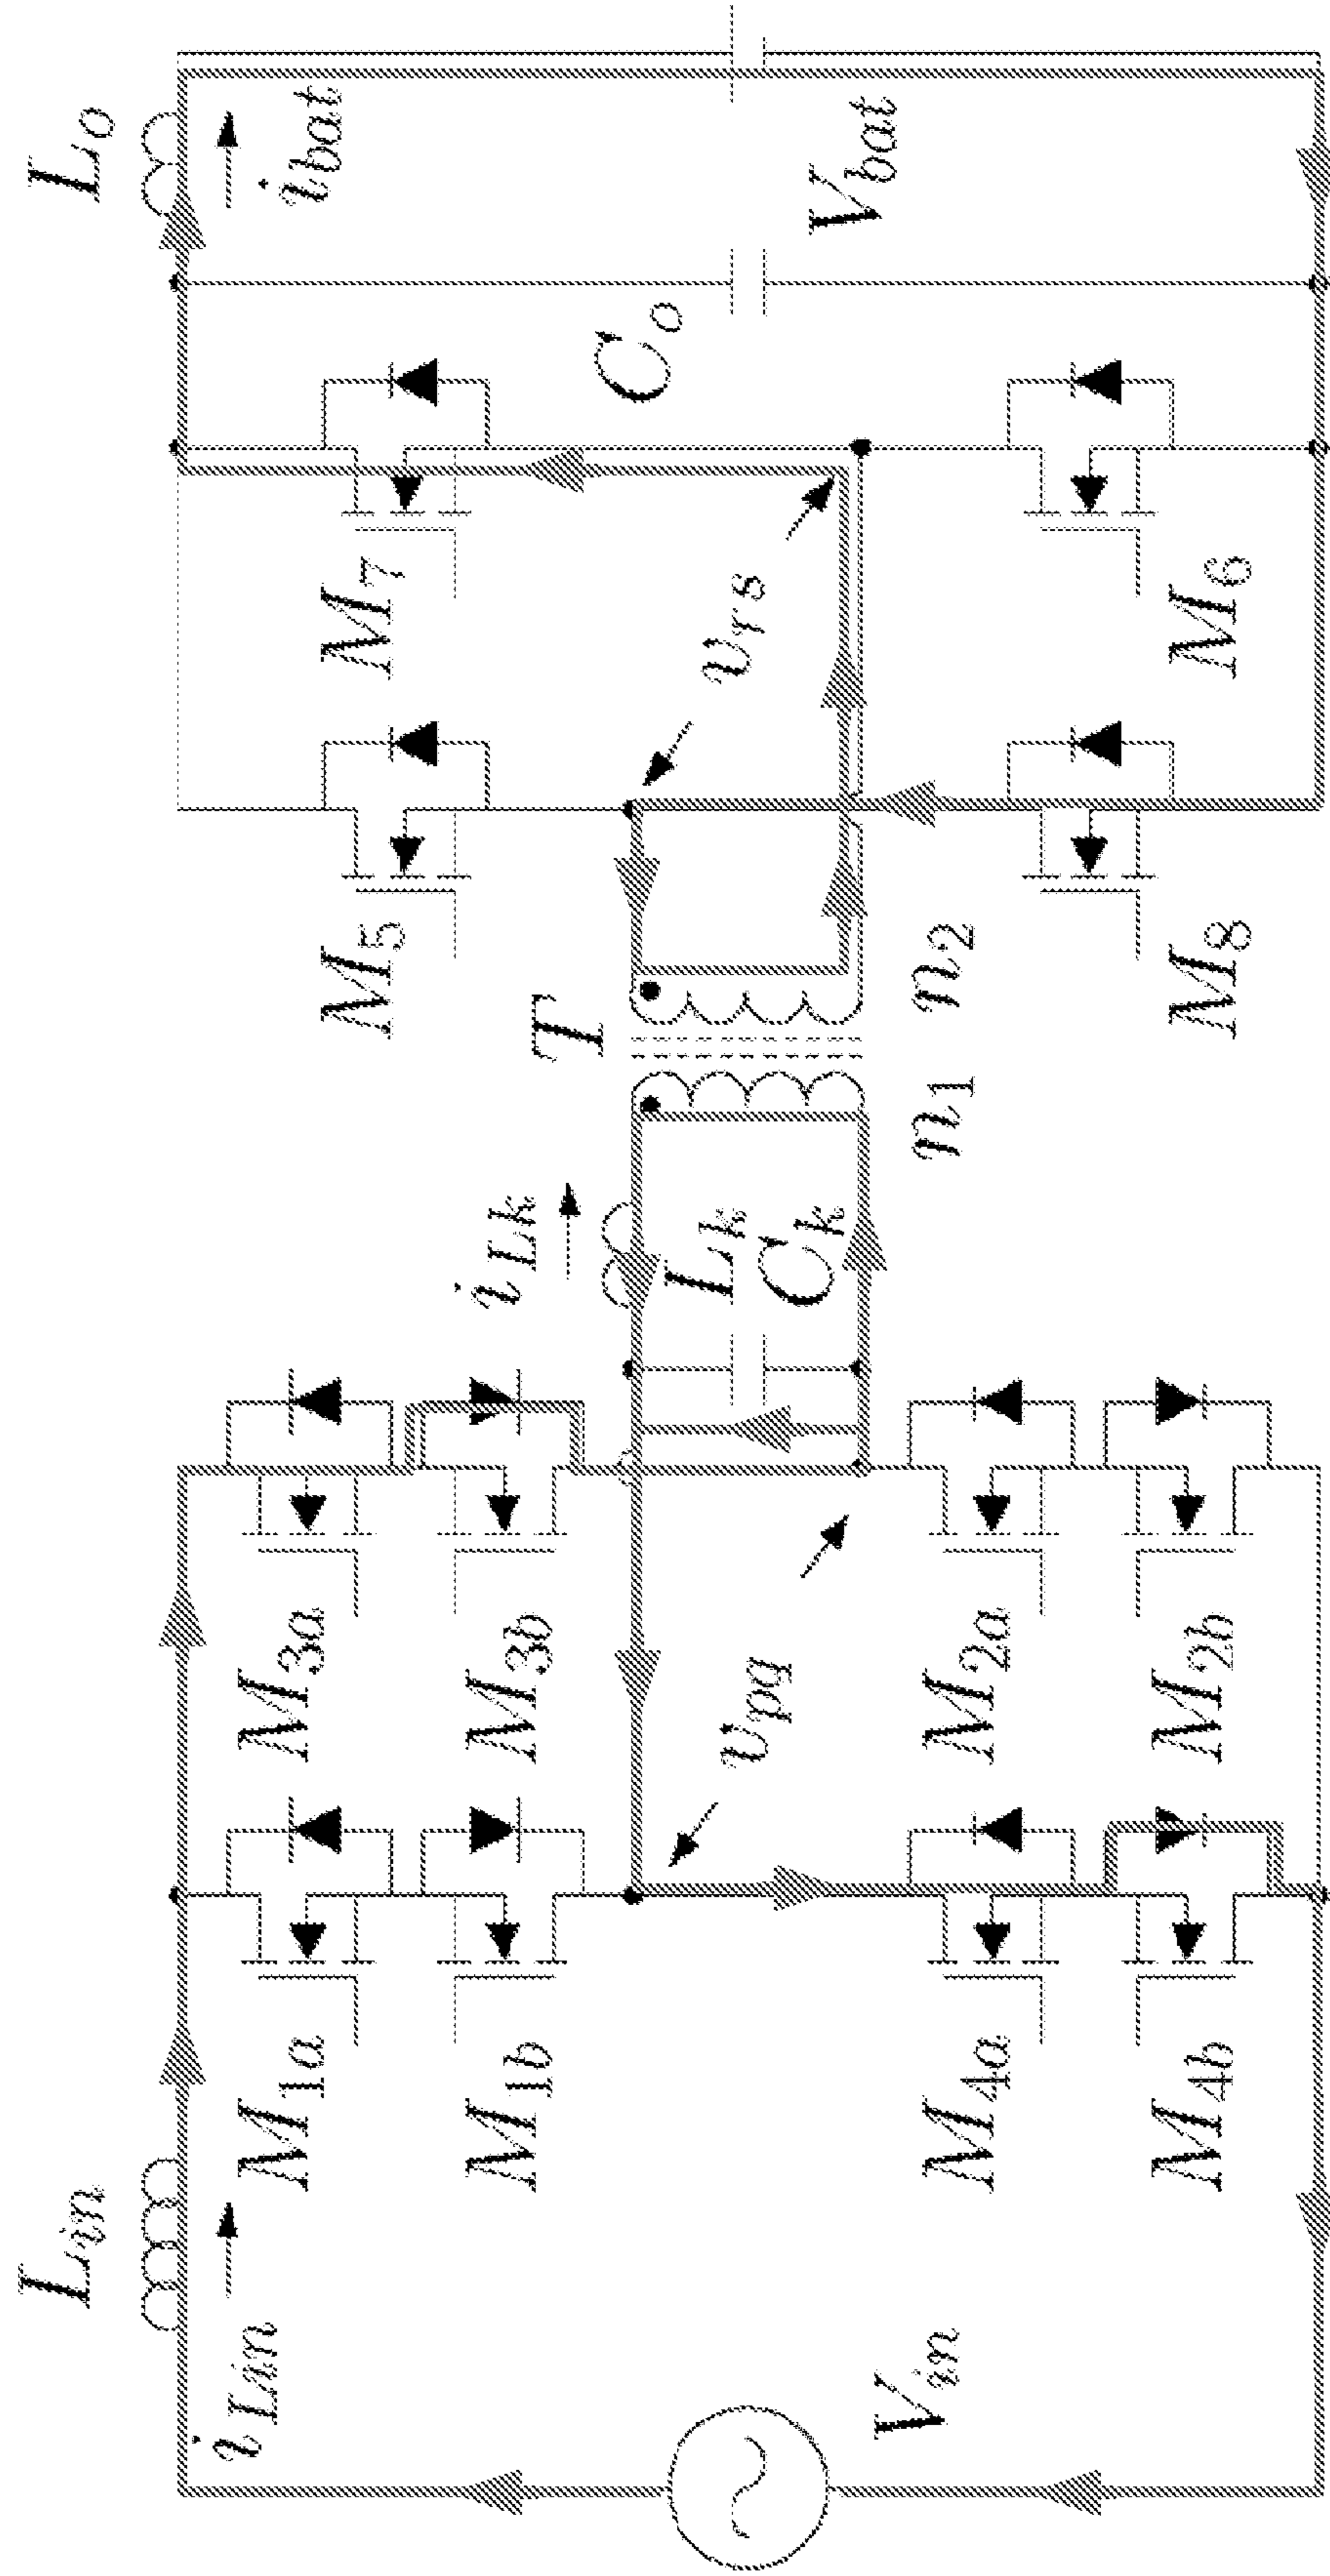 L_in
i_Lin
V_in
M_1a
M_3a
M_1b
M_3b
v_pq
M_4a
M_2a
M_4b
M_2b
i_Lk
L_k
C_k
T
n_1 n_2
M_5
M_7
v_rs
M_8
M_6
C_o
L_o
i_bat
V_bat